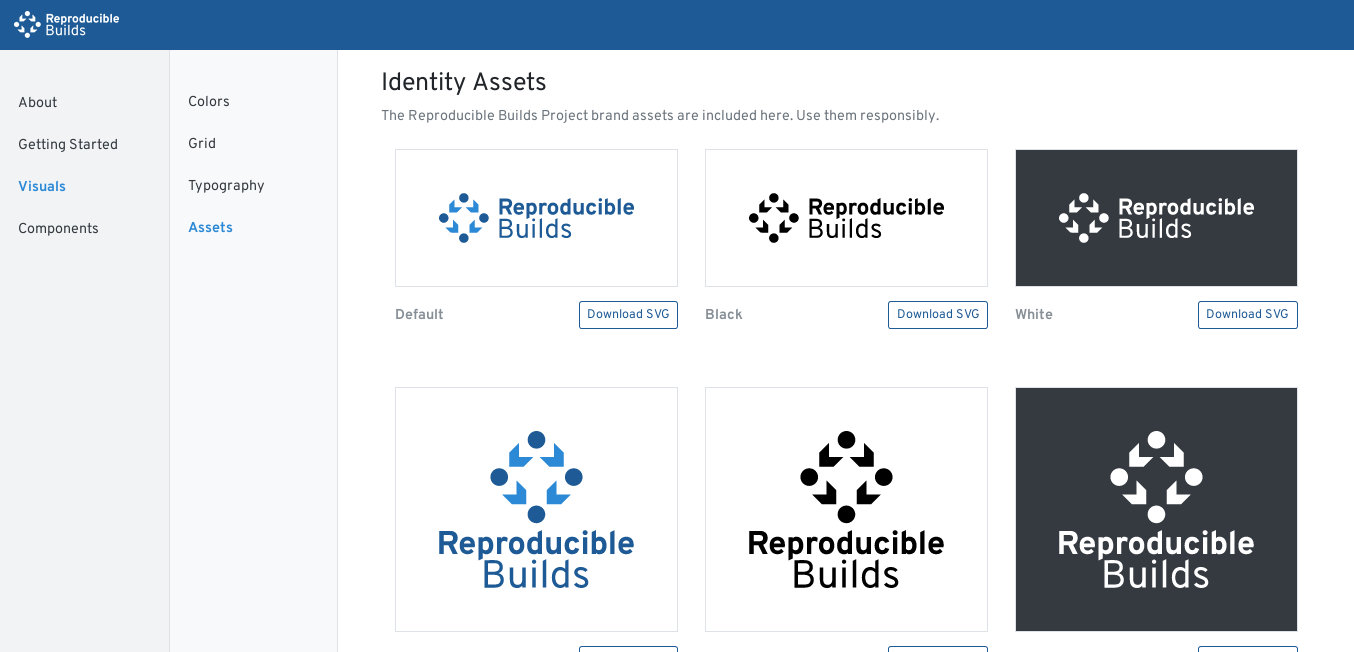 Reproducible
Builds
About
Getting Started
Visuals
Components
Colors
Grid
Typography
Assets
Identity Assets
The Reproducible Builds Project brand assets are included here. Use them responsibly.
Reproducible
Builds
Reproducible
Builds
Reproducible
Builds
Default
Download SVG
Black
Download SVG
White
Download SVG
Reproducible
Builds
Reproducible
Builds
Reproducible
Builds